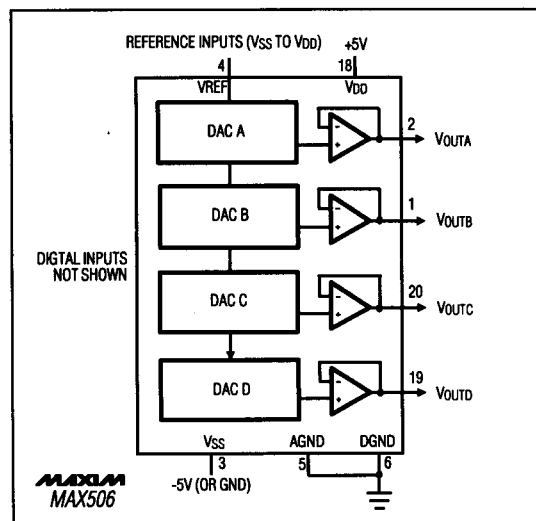 REFERENCE INPUTS (VSS TO VDD)
+5V
4
18
VREF
VDD
DAC A
2
VOUTA
DAC B
1
VOUTB
DIGTAL INPUTS
NOT SHOWN
DAC C
20
VOUTC
DAC D
19
VOUTD
VSS
AGND
DGND
3
5
6
-5V (OR GND)
MAXIM
MAX506
- +
- +
- +
- +